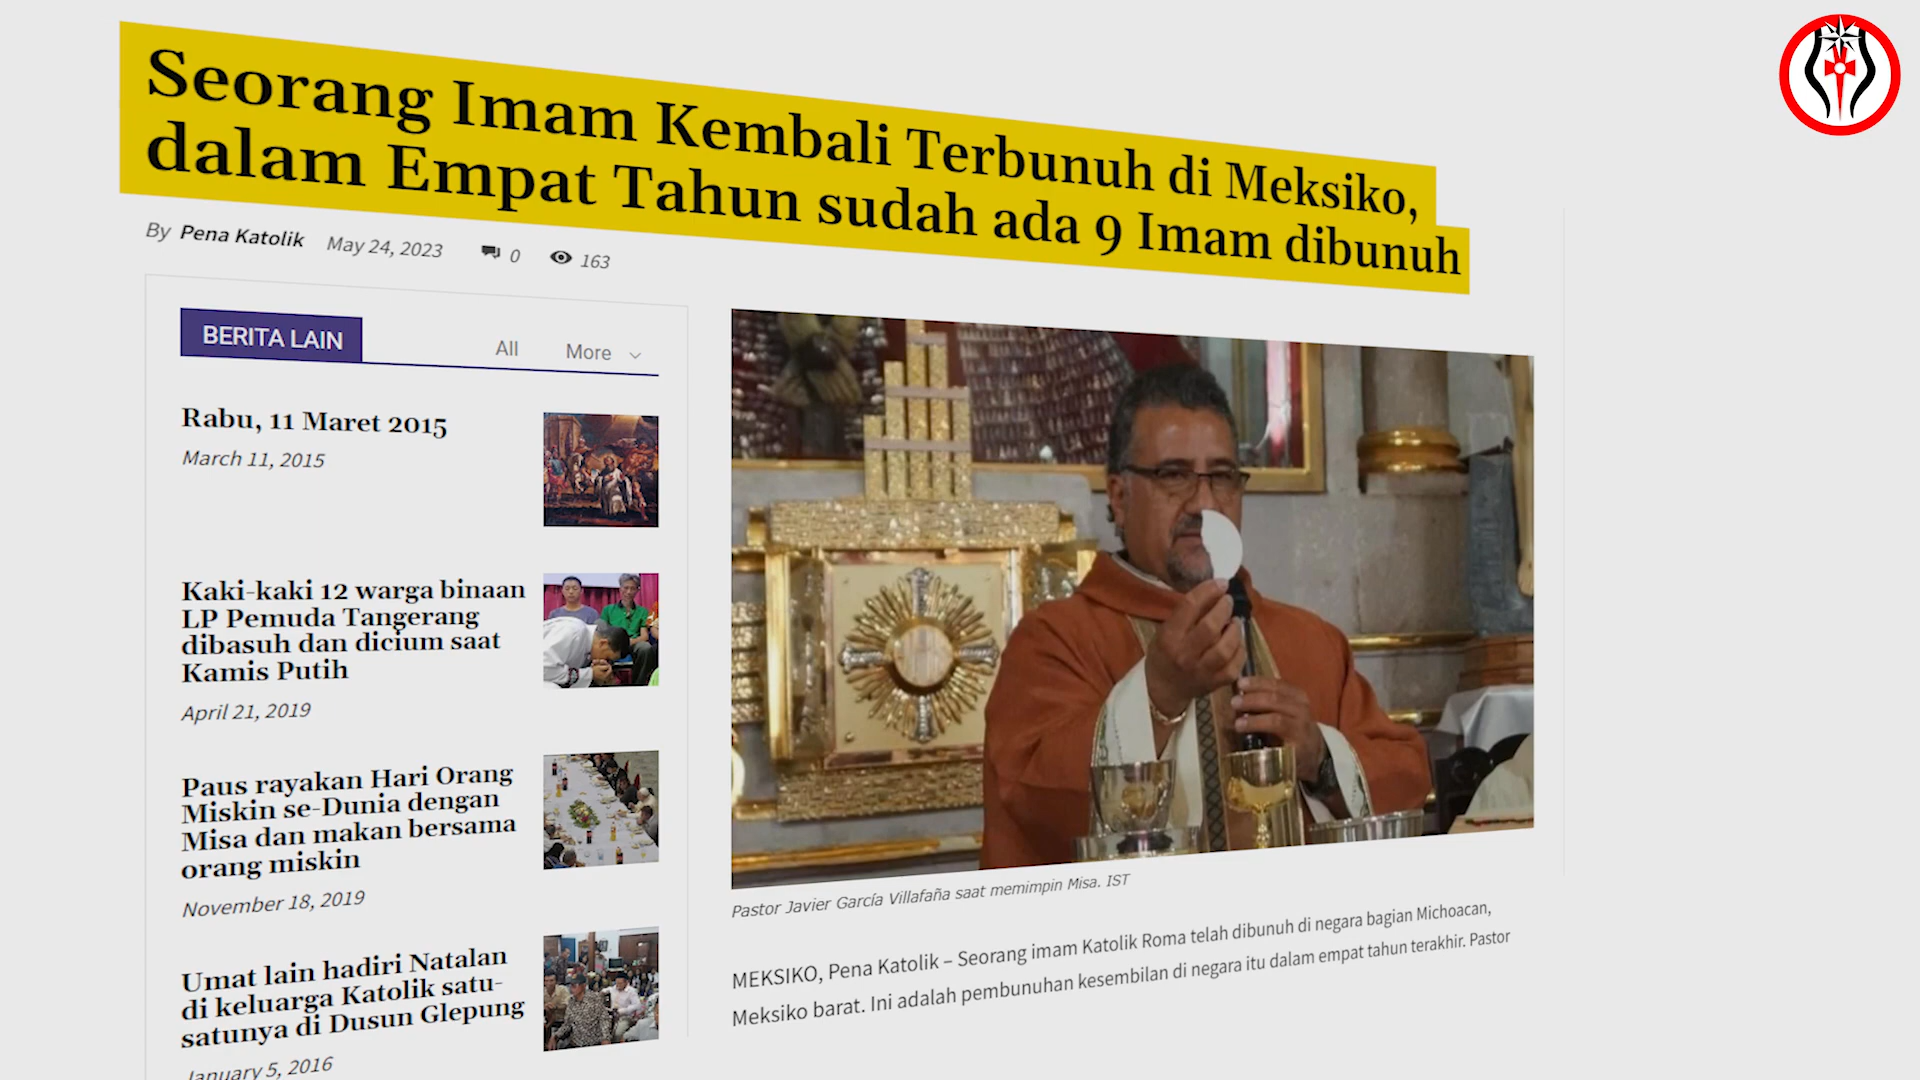 Seorang Imam Kembali Terbunuh di Meksiko,
dalam Empat Tahun sudah ada 9 Imam dibunuh
By Pena Katolik May 24, 2023 0 163
BERITA LAIN
All More
Rabu, 11 Maret 2015
March 11, 2015
Kaki-kaki 12 warga binaan
LP Pemuda Tangerang
dibasuh dan dicium saat
Kamis Putih
April 21, 2019
Paus rayakan Hari Orang
Miskin se-Dunia dengan
Misa dan makan bersama
orang miskin
November 18, 2019
Umat lain hadiri Natalan
di keluarga Katolik satu-
satunya di Dusun Glepung
January 5, 2016
Pastor Javier García Villafaña saat memimpin Misa. IST
MEKSIKO, Pena Katolik – Seorang imam Katolik Roma telah dibunuh di negara bagian Michoacan,
Meksiko barat. Ini adalah pembunuhan kesembilan di negara itu dalam empat tahun terakhir. Pastor